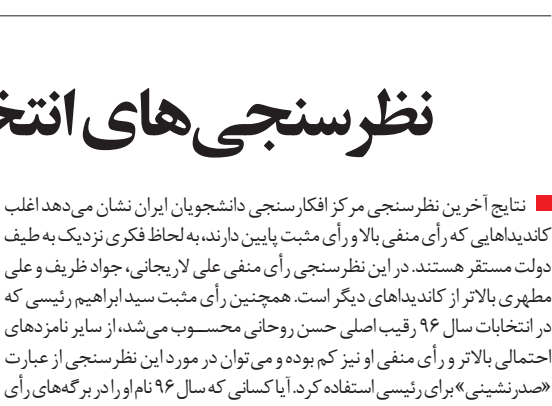 نظرسنجی‌های انتخ
نتایج آخرین نظرسنجی مرکز افکارسنجی دانشجویان ایران نشان می‌دهد اغلب
کاندیداهایی که رأی منفی بالا و رأی مثبت پایین دارند، به لحاظ فکری نزدیک به طیف
دولت مستقر هستند. در این نظرسنجی رأی منفی علی لاریجانی، جواد ظریف و علی
مطهری بالاتر از کاندیداهای دیگر است. همچنین رأی مثبت سید ابراهیم رئیسی که
در انتخابات سال ۹۶ رقیب اصلی حسن روحانی محسوب می‌شد، از سایر نامزدهای
احتمالی بالاتر و رأی منفی او نیز کم بوده و می‌توان در مورد این نظرسنجی از عبارت
«صدرنشینی» برای رئیسی استفاده کرد. آیا کسانی که سال ۹۶ نام او را در برگه‌های رأی